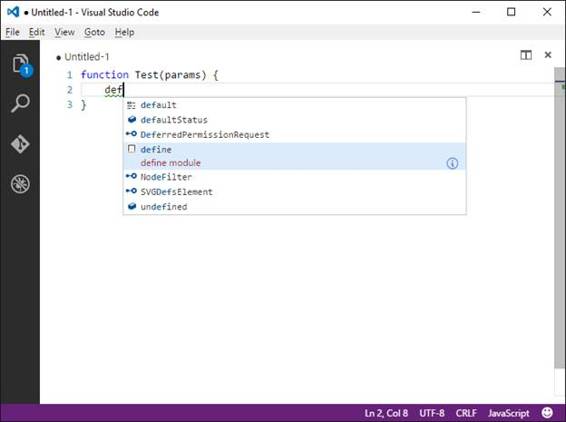 ● Untitled-1 - Visual Studio Code
File Edit View Goto Help
● Untitled-1
1 function Test(params) {
2 def
3 }
default
defaultStatus
DeferredPermissionRequest
define
define module
NodeFilter
SVGDefsElement
undefined
1
Ln 2, Col 8 UTF-8 CRLF JavaScript